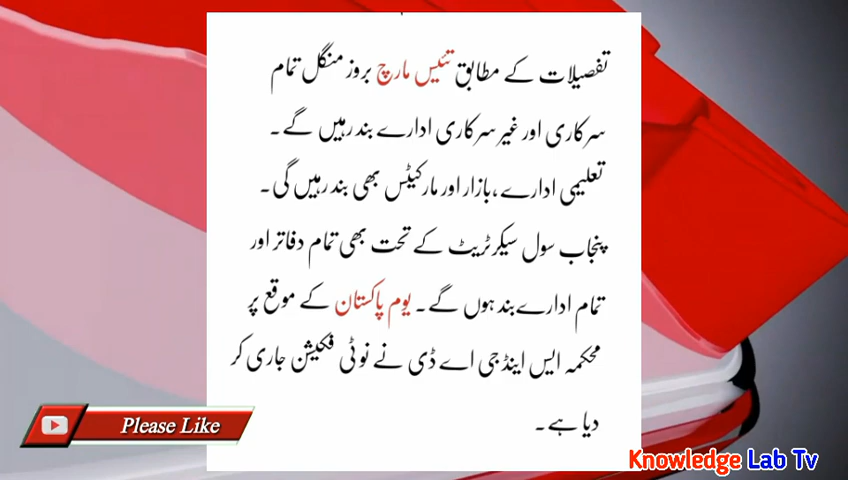 تفصیلات کے مطابق تئیس مارچ بروز منگل تمام
سرکاری اور غیر سرکاری ادارے بند رہیں گے۔
تعلیمی ادارے ،بازار اور مارکیٹس بھی بند رہیں گی۔
پنجاب سول سیکرٹریٹ کے تحت بھی تمام دفاتر اور
تمام ادارے بند ہوں گے۔ یوم پاکستان کے موقع پر
محکمہ ایس اینڈ جی اے ڈی نے نوٹی فکیشن جاری کر
دیا ہے۔
Please Like
Knowledge Lab Tv